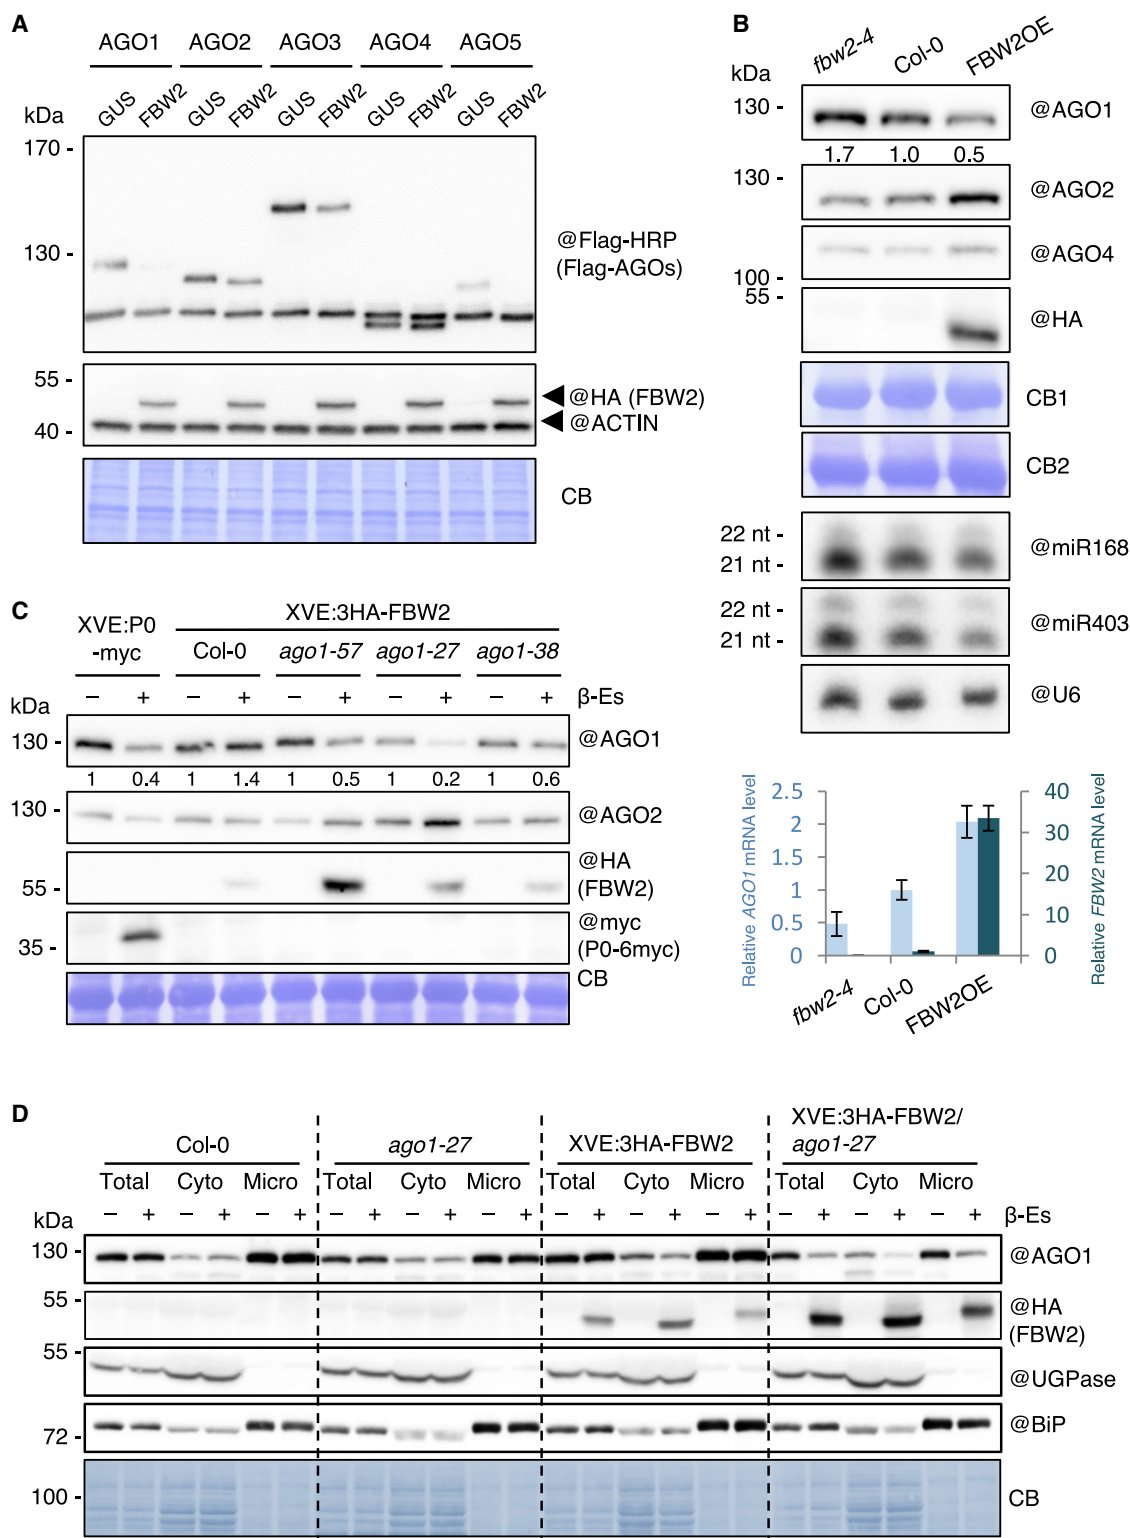 A
AGO1 AGO2 AGO3 AGO4 AGO5
GUS FBW2 GUS FBW2 GUS FBW2 GUS FBW2 GUS FBW2
kDa
170 -
130 -
@Flag-HRP
(Flag-AGOs)
55 -
40 -
@HA (FBW2)
@ACTIN
CB
B
fbw2-4 Col-0 FBW2OE
kDa
130 -
@AGO1
1.7 1.0 0.5
130 -
@AGO2
@AGO4
100 -
55 -
@HA
CB1
CB2
22 nt -
21 nt -
@miR168
22 nt -
21 nt -
@miR403
@U6
Relative AGO1 mRNA level
2.5
2
1.5
1
0.5
0
40
30
20
10
0
Relative FBW2 mRNA level
fbw2-4 Col-0 FBW2OE
C
XVE:P0
-myc
XVE:3HA-FBW2
Col-0 ago1-57 ago1-27 ago1-38
− + − + − + − + − + β-Es
kDa
130 -
@AGO1
1 0.4 1 1.4 1 0.5 1 0.2 1 0.6
130 -
@AGO2
@HA
(FBW2)
55 -
@myc
(P0-6myc)
35 -
CB
D
Col-0 ago1-27 XVE:3HA-FBW2 XVE:3HA-FBW2/
ago1-27
Total Cyto Micro Total Cyto Micro Total Cyto Micro Total Cyto Micro
− + − + − + − + − + − + − + − + − + − + − + − + β-Es
kDa
130 -
@AGO1
55 -
@HA
(FBW2)
55 -
@UGPase
72 -
@BiP
100 -
CB